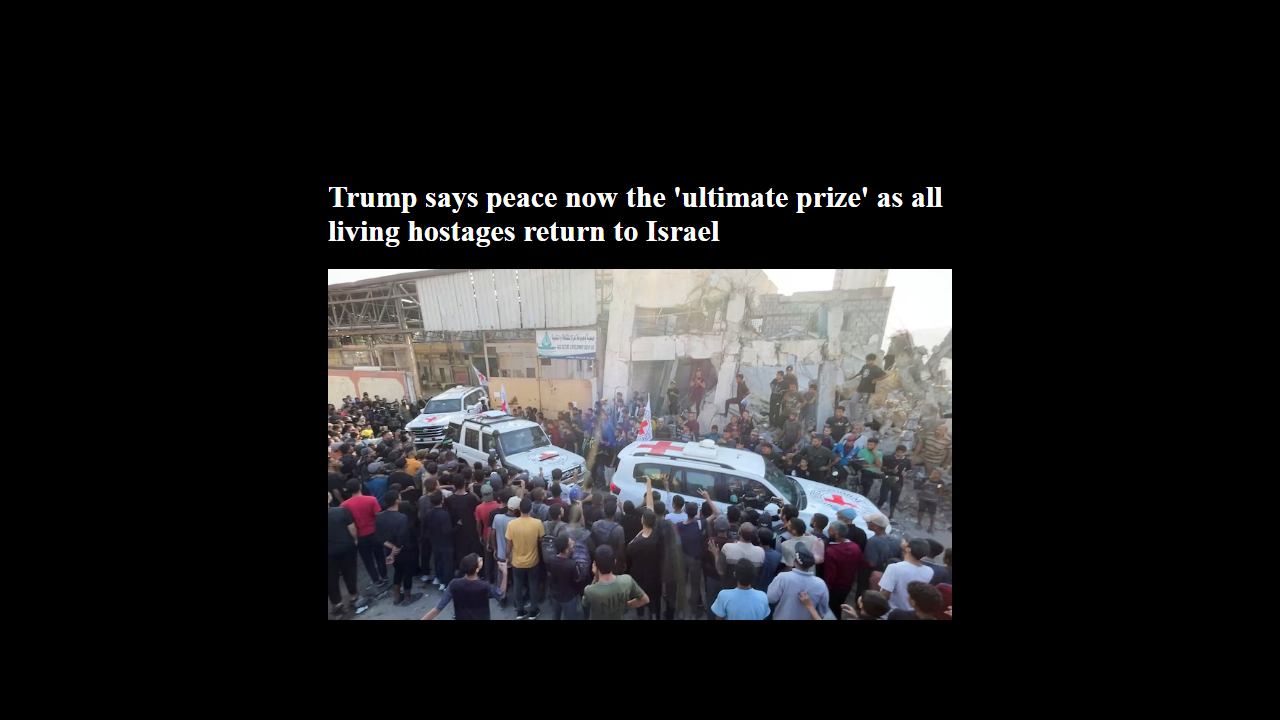 Trump says peace now the 'ultimate prize' as all
living hostages return to Israel